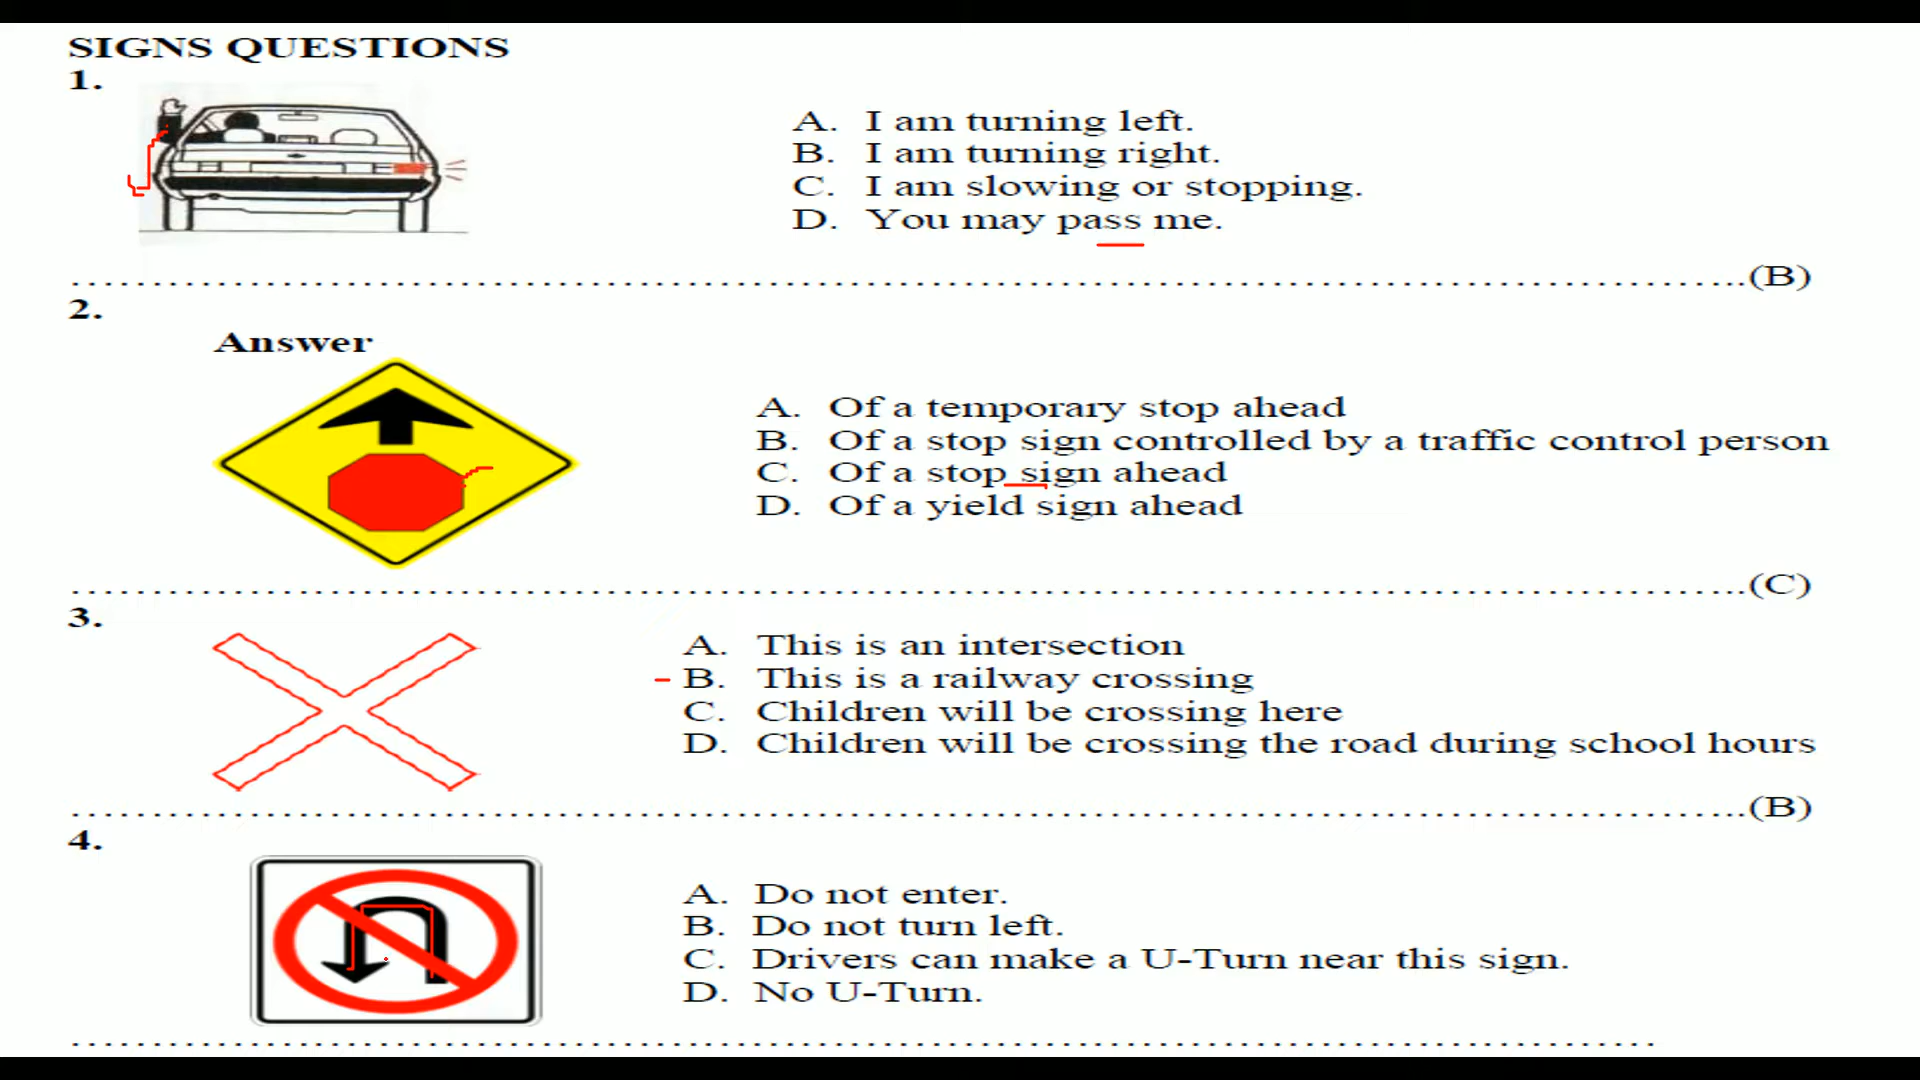 SIGNS QUESTIONS
1.
A. I am turning left.
B. I am turning right.
C. I am slowing or stopping.
D. You may pass me.
........................................................................................................(B)
2.
Answer
A. Of a temporary stop ahead
B. Of a stop sign controlled by a traffic control person
C. Of a stop sign ahead
D. Of a yield sign ahead
........................................................................................................(C)
3.
A. This is an intersection
B. This is a railway crossing
C. Children will be crossing here
D. Children will be crossing the road during school hours
........................................................................................................(B)
4.
A. Do not enter.
B. Do not turn left.
C. Drivers can make a U-Turn near this sign.
D. No U-Turn.
..................................................................................................